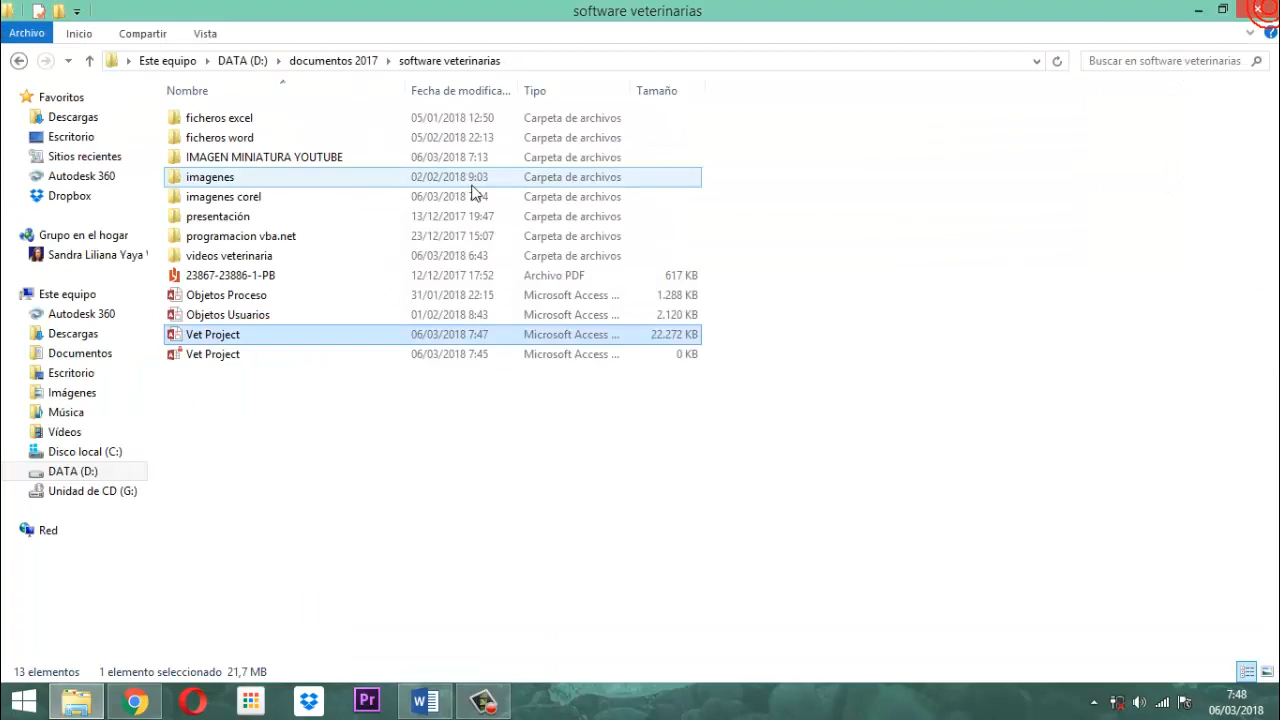 software veterinarias
Archivo Inicio Compartir Vista
Este equipo DATA (D:) documentos 2017 software veterinarias
Buscar en software veterinarias
Nombre Fecha de modifica... Tipo Tamaño
ficheros excel 05/01/2018 12:50 Carpeta de archivos
ficheros word 05/02/2018 22:13 Carpeta de archivos
IMAGEN MINIATURA YOUTUBE 06/03/2018 7:13 Carpeta de archivos
imagenes 02/02/2018 9:03 Carpeta de archivos
imagenes corel 06/03/2018 Carpeta de archivos
presentación 13/12/2017 19:47 Carpeta de archivos
programacion vba.net 23/12/2017 15:07 Carpeta de archivos
videos veterinaria 06/03/2018 6:43 Carpeta de archivos
23867-23886-1-PB 12/12/2017 17:52 Archivo PDF 617 KB
Objetos Proceso 31/01/2018 22:15 Microsoft Access ... 1.288 KB
Objetos Usuarios 01/02/2018 8:43 Microsoft Access ... 2.120 KB
Vet Project 06/03/2018 7:47 Microsoft Access ... 22.272 KB
Vet Project 06/03/2018 7:45 Microsoft Access ... 0 KB
Favoritos
Descargas
Escritorio
Sitios recientes
Autodesk 360
Dropbox
Grupo en el hogar
Sandra Liliana Yaya
Este equipo
Autodesk 360
Descargas
Documentos
Escritorio
Imágenes
Música
Vídeos
Disco local (C:)
DATA (D:)
Unidad de CD (G:)
Red
13 elementos 1 elemento seleccionado 21,7 MB
Pr
7:48
06/03/2018